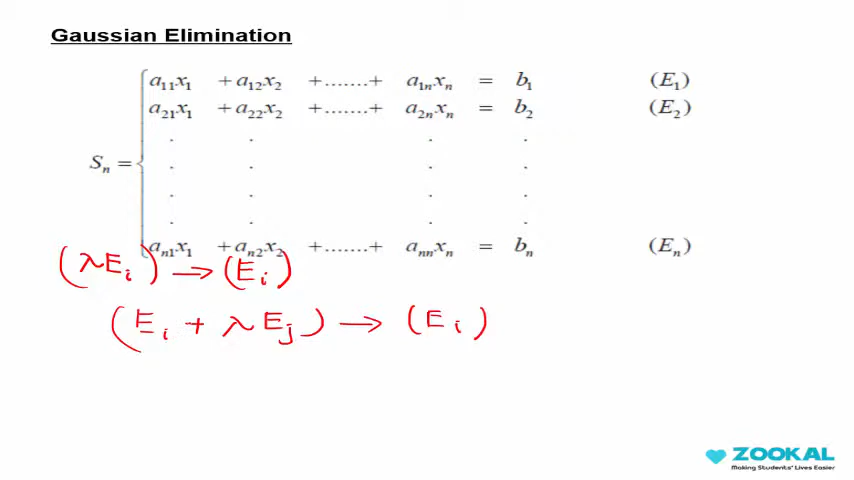 Gaussian Elimination
a₁₁x₁ + a₁₂x₂ +.......+ a₁ₙxₙ = b₁ (E₁)
a₂₁x₁ + a₂₂x₂ +.......+ a₂ₙxₙ = b₂ (E₂)
. . . .
. . . .
Sₙ =
. . . .
. . . .
aₙ₁x₁ + aₙ₂x₂ +.......+ aₙₙxₙ = bₙ (Eₙ)
(λEᵢ) → (Eᵢ)
(Eᵢ + λEⱼ) → (Eᵢ)
ZOOKAL
Making Students' Lives Easier